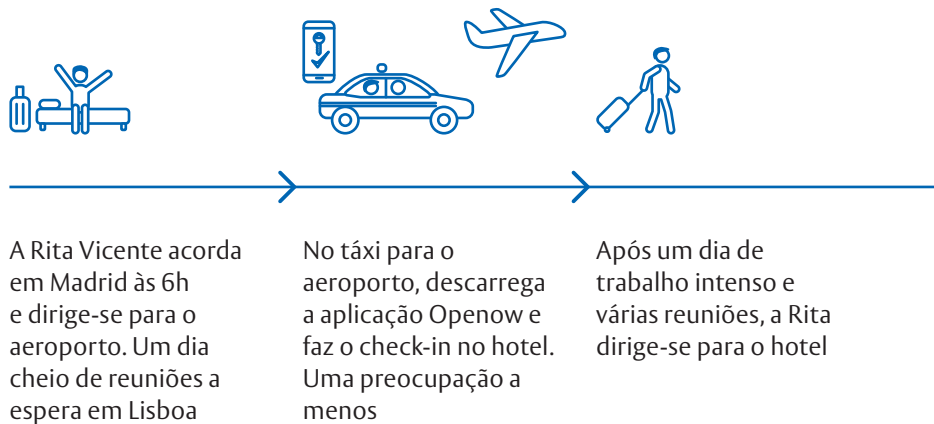 A Rita Vicente acorda
em Madrid às 6h
e dirige-se para o
aeroporto. Um dia
cheio de reuniões a
espera em Lisboa
No táxi para o
aeroporto, descarrega
a aplicação Openow e
faz o check-in no hotel.
Uma preocupação a
menos
Após um dia de
trabalho intenso e
várias reuniões, a Rita
dirige-se para o hotel